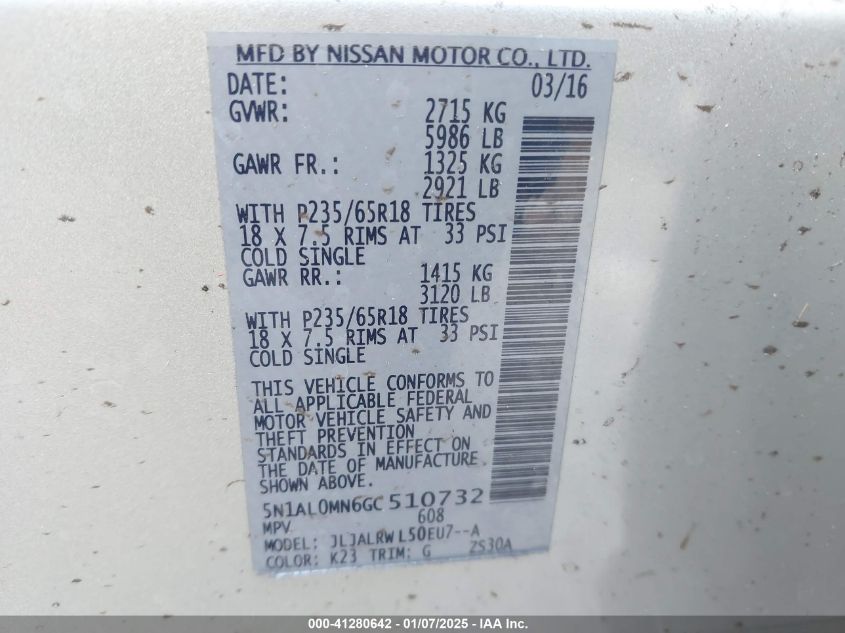 MFD BY NISSAN MOTOR CO., LTD.
DATE: 03/16
GVWR: 2715 KG
5986 LB
GAWR FR.: 1325 KG
2921 LB
WITH P235/65R18 TIRES
18 X 7.5 RIMS AT 33 PSI
COLD SINGLE
GAWR RR.: 1415 KG
3120 LB
WITH P235/65R18 TIRES
18 X 7.5 RIMS AT 33 PSI
COLD SINGLE
THIS VEHICLE CONFORMS TO
ALL APPLICABLE FEDERAL
MOTOR VEHICLE SAFETY AND
THEFT PREVENTION
STANDARDS IN EFFECT ON
THE DATE OF MANUFACTURE
SHOWN ABOVE.
5N1AL0MN6GC510732
MPV 608
MODEL: JLJALRWL50EU7--A
COLOR: K23 TRIM: G ZS30A
000-41280642 - 01/07/2025 - IAA Inc.